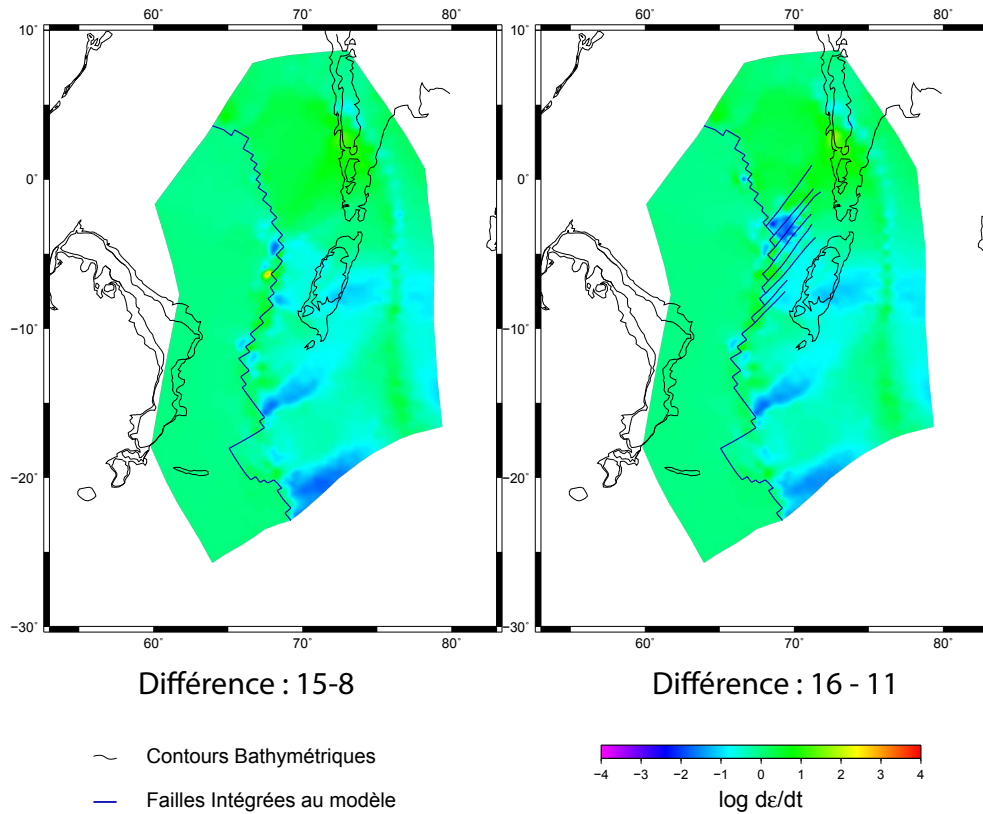 60° 70° 80° 60° 70° 80°
10° 10°
0° 0°
−10° −10°
−20° −20°
−30° −30°
60° 70° 80° 60° 70° 80°
Différence : 15-8 Différence : 16 - 11
Contours Bathymétriques
Failles Intégrées au modèle
−4 −3 −2 −1 0 1 2 3 4
log dε/dt